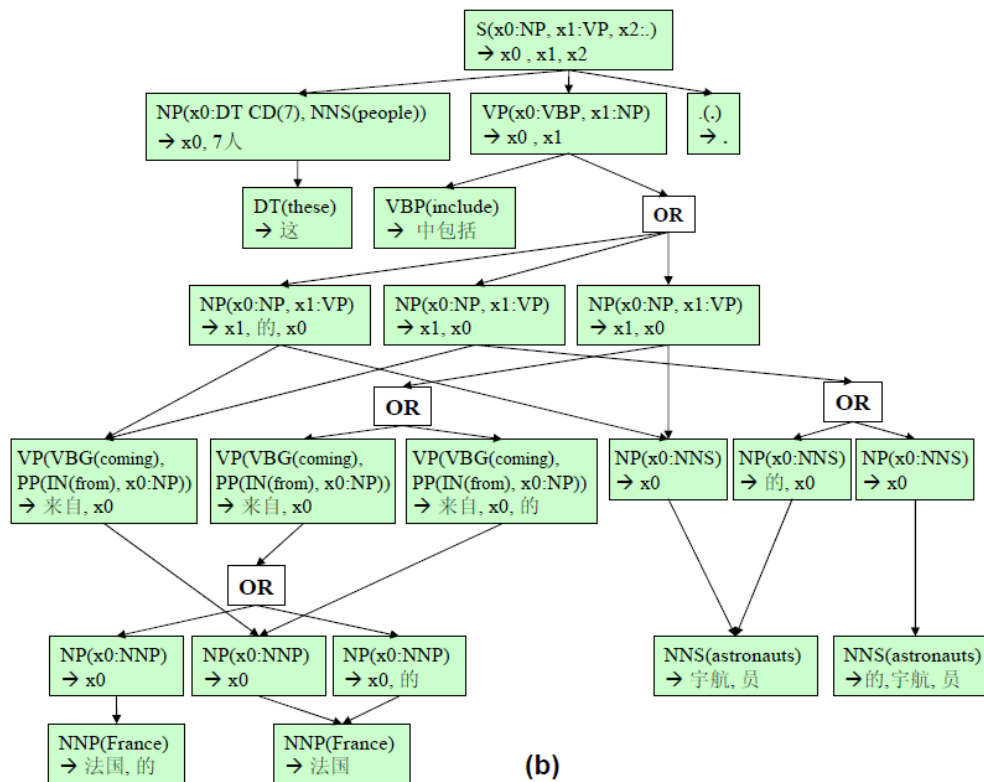 S(x0:NP, x1:VP, x2:.)
→ x0 , x1, x2
NP(x0:DT CD(7), NNS(people))
→ x0, 7人
VP(x0:VBP, x1:NP)
→ x0 , x1
.(.)
→ .
DT(these)
→ 这
VBP(include)
→ 中包括
OR
NP(x0:NP, x1:VP)
→ x1, 的, x0
NP(x0:NP, x1:VP)
→ x1, x0
NP(x0:NP, x1:VP)
→ x1, x0
OR
OR
VP(VBG(coming),
PP(IN(from), x0:NP))
→ 来自, x0
VP(VBG(coming),
PP(IN(from), x0:NP))
→ 来自, x0
VP(VBG(coming),
PP(IN(from), x0:NP))
→ 来自, x0, 的
NP(x0:NNS)
→ x0
NP(x0:NNS)
→ 的, x0
NP(x0:NNS)
→ x0
OR
NP(x0:NNP)
→ x0
NP(x0:NNP)
→ x0
NP(x0:NNP)
→ x0, 的
NNS(astronauts)
→ 宇航, 员
NNS(astronauts)
→ 的,宇航, 员
NNP(France)
→ 法国, 的
NNP(France)
→ 法国
(b)